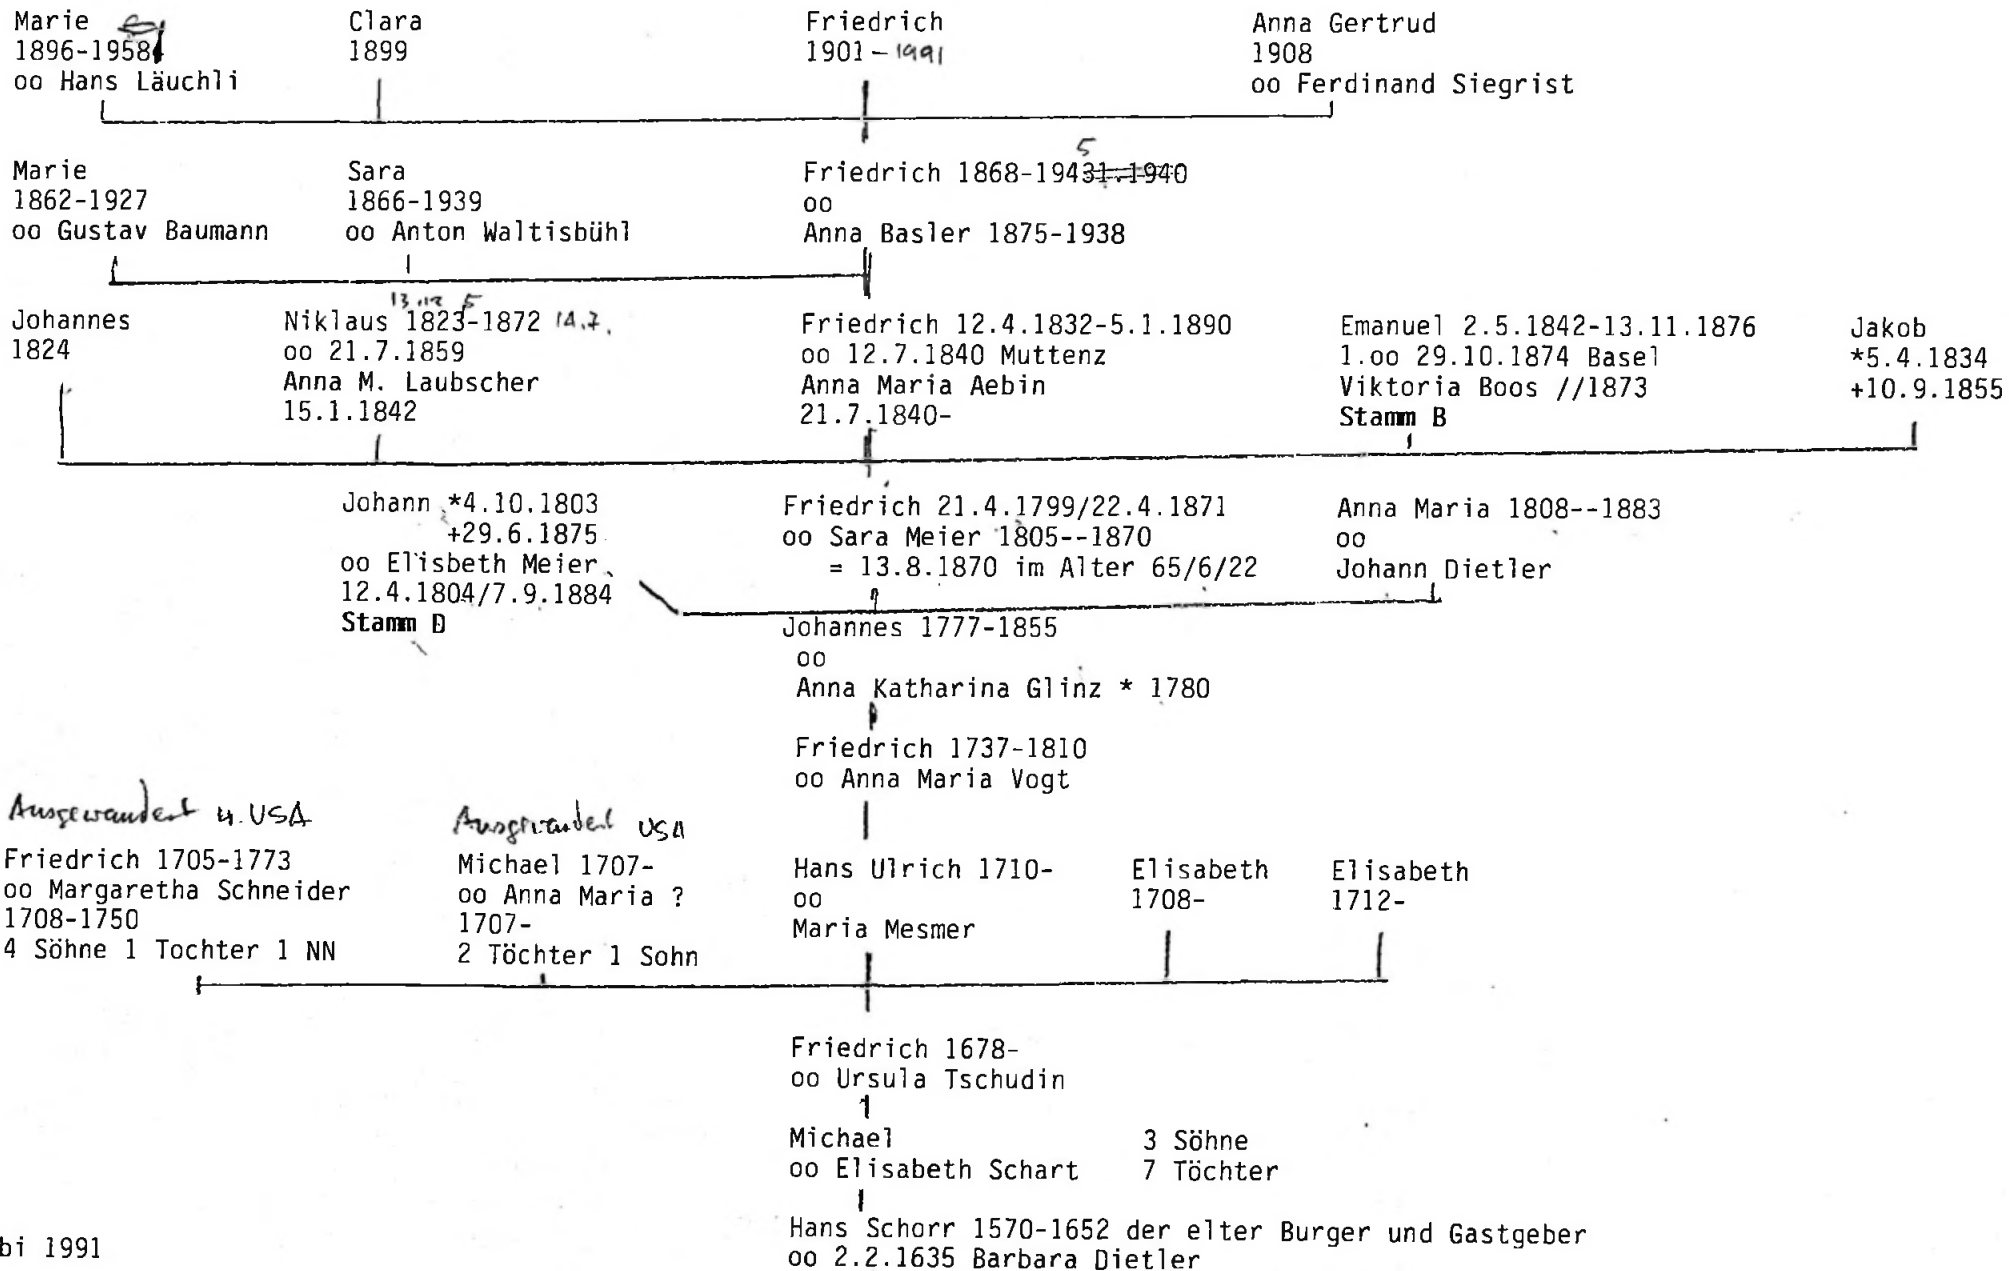 Marie
1896-1958
oo Hans Läuchli
Clara
1899
Friedrich
1901 - 1991
Anna Gertrud
1908
oo Ferdinand Siegrist
Marie
1862-1927
oo Gustav Baumann
Sara
1866-1939
oo Anton Waltisbühl
5
Friedrich 1868-19431.1940
oo
Anna Basler 1875-1938
Johannes
1824
13.12 5
Niklaus 1823-1872 14.7.
oo 21.7.1859
Anna M. Laubscher
15.1.1842
Friedrich 12.4.1832-5.1.1890
oo 12.7.1840 Muttenz
Anna Maria Aebin
21.7.1840-
Emanuel 2.5.1842-13.11.1876
1.oo 29.10.1874 Basel
Viktoria Boos //1873
Stamm B
Jakob
*5.4.1834
+10.9.1855
Johann *4.10.1803
+29.6.1875
oo Elisbeth Meier
12.4.1804/7.9.1884
Stamm D
Friedrich 21.4.1799/22.4.1871
oo Sara Meier 1805--1870
= 13.8.1870 im Alter 65/6/22
Anna Maria 1808--1883
oo
Johann Dietler
Johannes 1777-1855
oo
Anna Katharina Glinz * 1780
Friedrich 1737-1810
oo Anna Maria Vogt
Ausgewandert n. USA
Friedrich 1705-1773
oo Margaretha Schneider
1708-1750
4 Söhne 1 Tochter 1 NN
Ausgewandert USA
Michael 1707-
oo Anna Maria ?
1707-
2 Töchter 1 Sohn
Hans Ulrich 1710-
oo
Maria Mesmer
Elisabeth
1708-
Elisabeth
1712-
Friedrich 1678-
oo Ursula Tschudin
Michael
oo Elisabeth Schart
3 Söhne
7 Töchter
Hans Schorr 1570-1652 der elter Burger und Gastgeber
oo 2.2.1635 Barbara Dietler
bi 1991